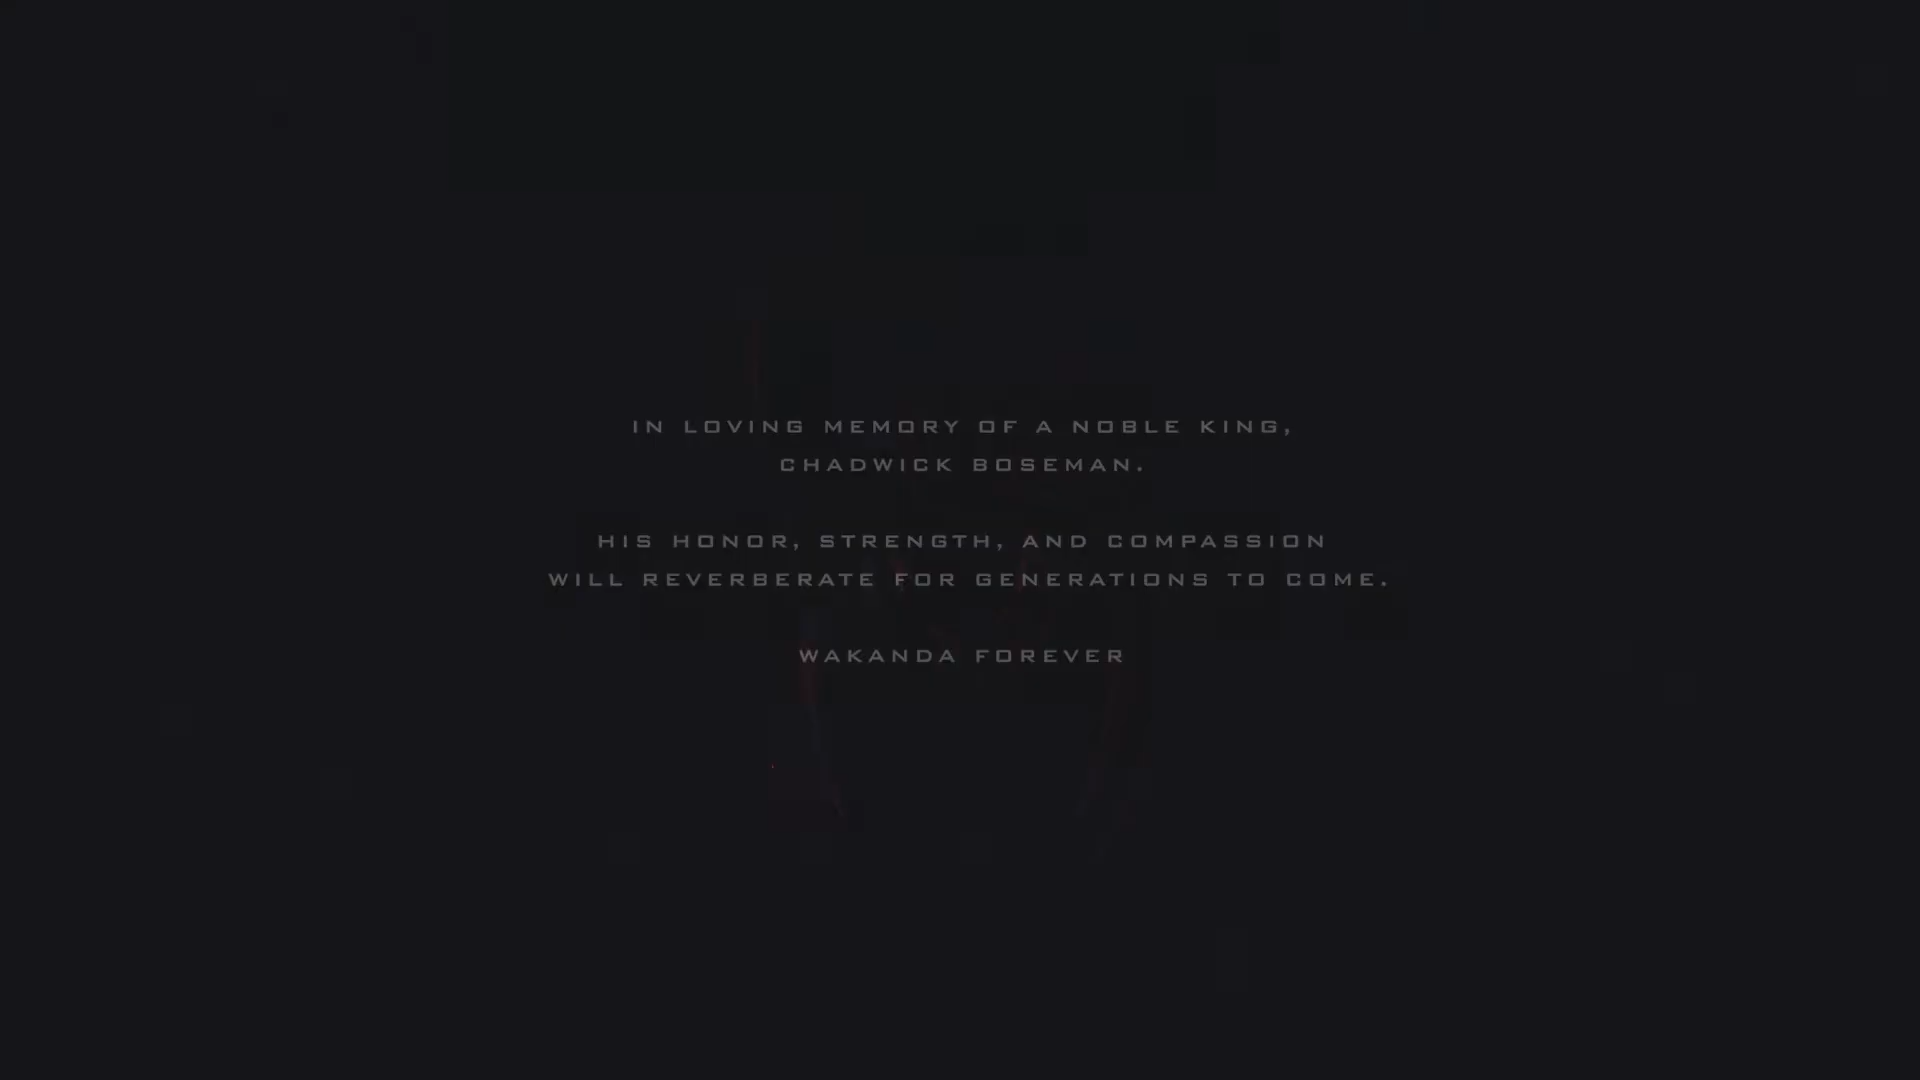 IN LOVING MEMORY OF A NOBLE KING,
CHADWICK BOSEMAN.
HIS HONOR, STRENGTH, AND COMPASSION
WILL REVERBERATE FOR GENERATIONS TO COME.
WAKANDA FOREVER